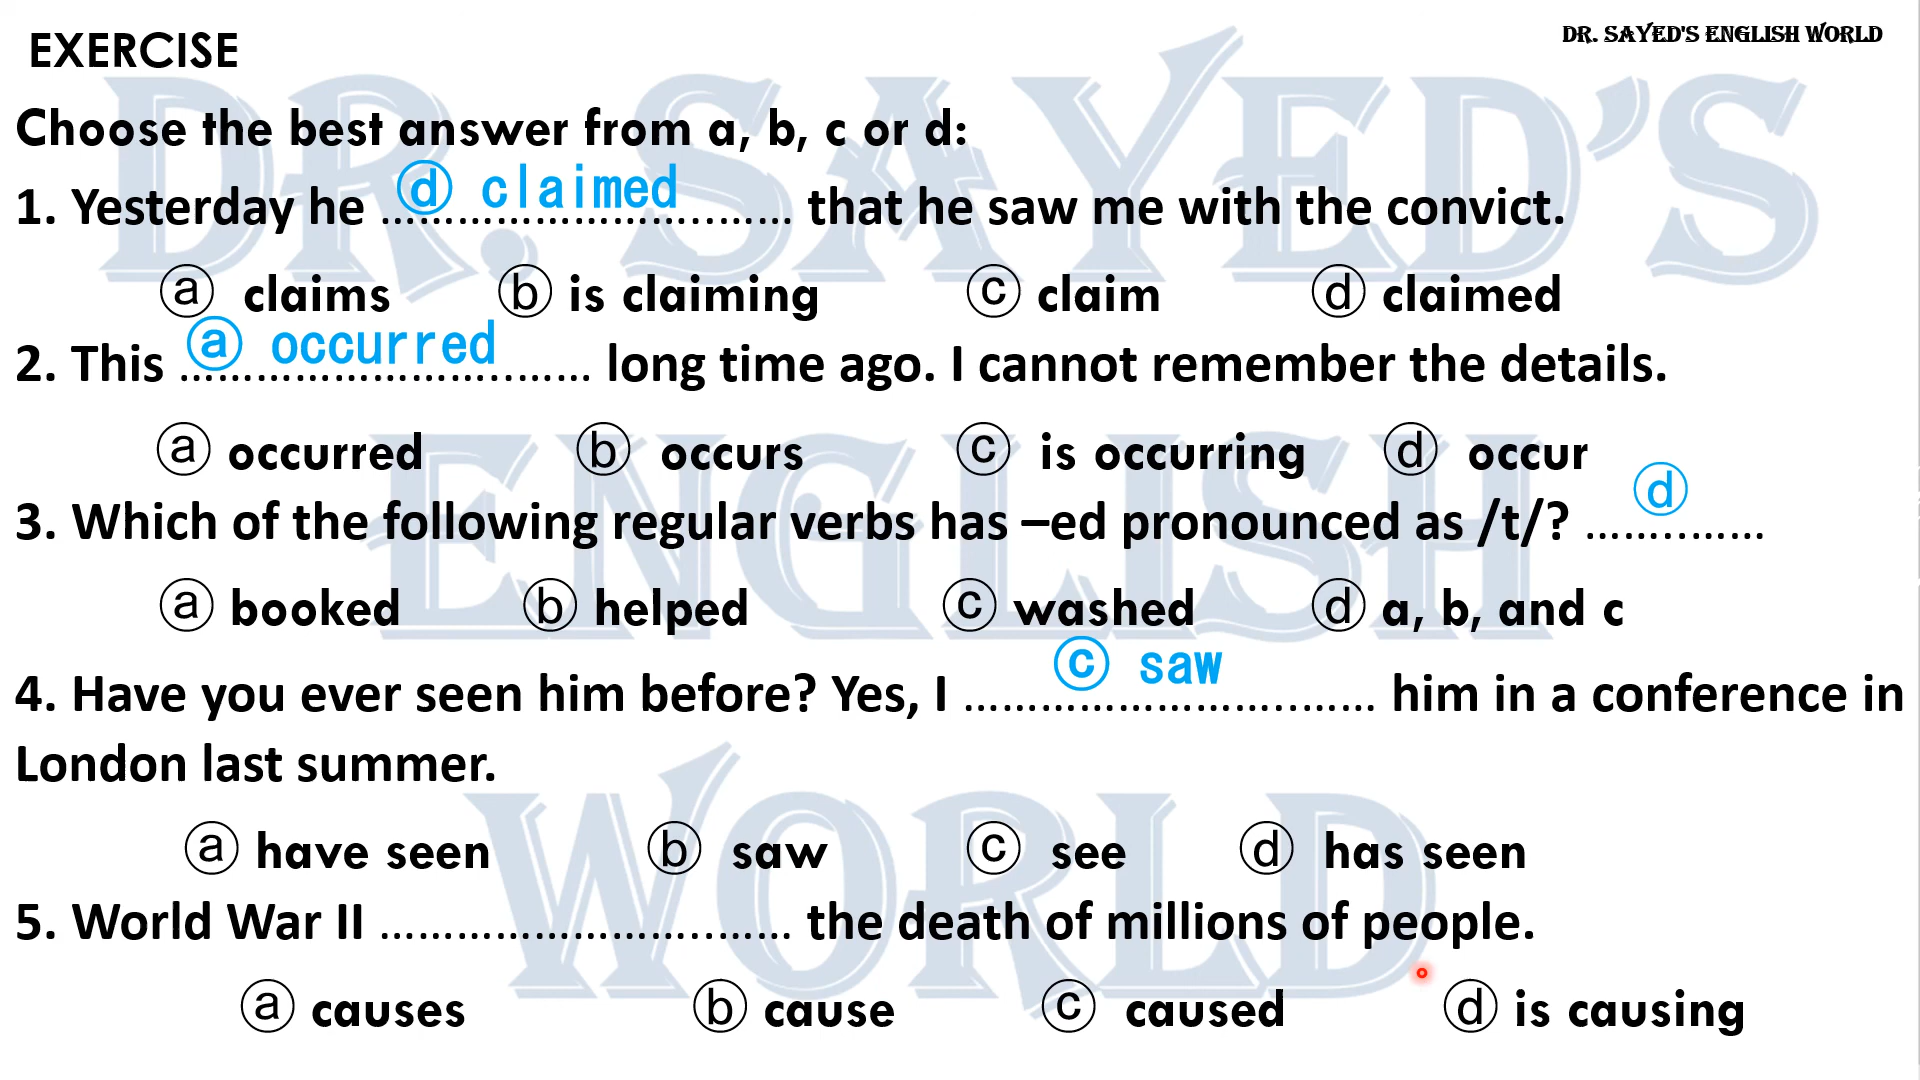 EXERCISE
DR. SAYED'S ENGLISH WORLD
Choose the best answer from a, b, c or d:
ⓓ claimed
1. Yesterday he ………………………..…… that he saw me with the convict.
ⓐ claims ⓑ is claiming ⓒ claim ⓓ claimed
ⓐ occurred
2. This ………………………..…… long time ago. I cannot remember the details.
ⓐ occurred ⓑ occurs ⓒ is occurring ⓓ occur
ⓓ
3. Which of the following regular verbs has –ed pronounced as /t/? ……..……
ⓐ booked ⓑ helped ⓒ washed ⓓ a, b, and c
ⓒ saw
4. Have you ever seen him before? Yes, I ………………………..…… him in a conference in
London last summer.
ⓐ have seen ⓑ saw ⓒ see ⓓ has seen
5. World War II ………………………..…… the death of millions of people.
ⓐ causes ⓑ cause ⓒ caused ⓓ is causing
DR. SAYED'S
ENGLISH
WORLD